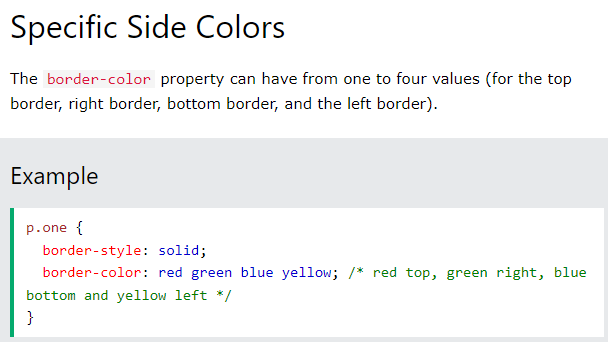 Specific Side Colors
The border-color property can have from one to four values (for the top
border, right border, bottom border, and the left border).
Example
p.one {
  border-style: solid;
  border-color: red green blue yellow; /* red top, green right, blue
bottom and yellow left */
}